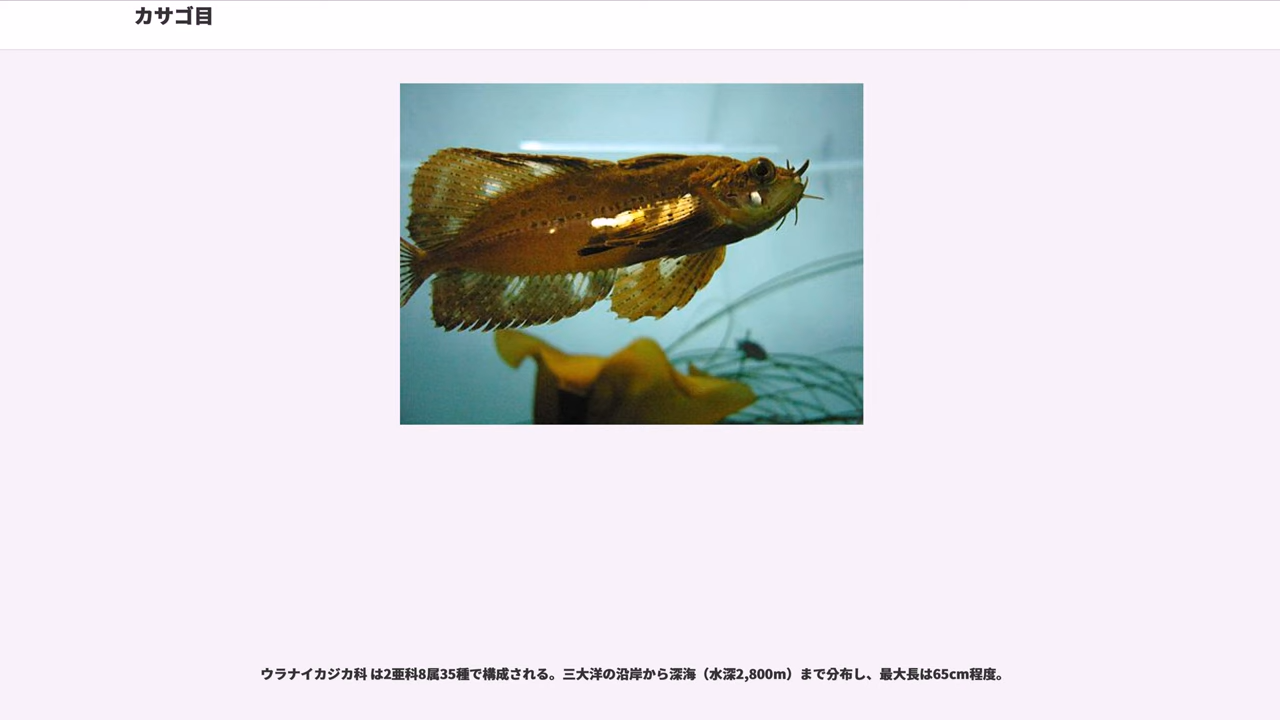 カサゴ目
ウラナイカジカ科 は2亜科8属35種で構成される。三大洋の沿岸から深海（水深2,800m）まで分布し、最大長は65cm程度。